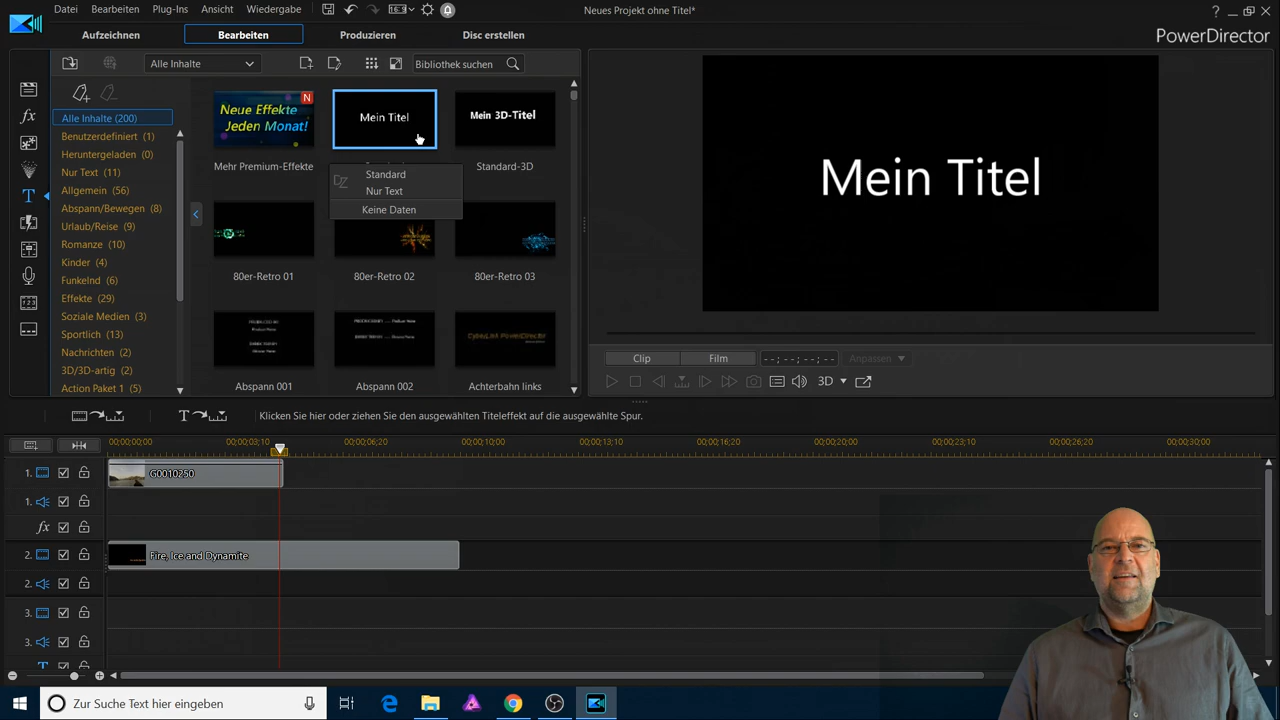 Datei Bearbeiten Plug-Ins Ansicht Wiedergabe
Neues Projekt ohne Titel*
PowerDirector
Aufzeichnen Bearbeiten Produzieren Disc erstellen
Alle Inhalte
Bibliothek suchen
Alle Inhalte (200)
Benutzerdefiniert (1)
Heruntergeladen (0)
Nur Text (11)
Allgemein (56)
Abspann/Bewegen (8)
Urlaub/Reise (9)
Romanze (10)
Kinder (4)
Funkelnd (6)
Effekte (29)
Soziale Medien (3)
Sportlich (13)
Nachrichten (2)
3D/3D-artig (2)
Action Paket 1 (5)
Neue Effekte
Jeden Monat!
N
Mein Titel
Mein 3D-Titel
Mehr Premium-Effekte
Standard-3D
Standard
Nur Text
Keine Daten
80er-Retro 01
80er-Retro 02
80er-Retro 03
Abspann 001
Abspann 002
Achterbahn links
Mein Titel
Clip Film --;--;--;-- Anpassen
3D
Klicken Sie hier oder ziehen Sie den ausgewählten Titeleffekt auf die ausgewählte Spur.
00;00;00;00 00;00;03;10 00;00;06;20 00;00;10;00 00;00;13;10 00;00;16;20 00;00;20;00 00;00;23;10 00;00;26;20 00;00;30;00
1. G0010250
1.
fx
2. Fire, Ice and Dynamite
2.
3.
3.
T
Zur Suche Text hier eingeben